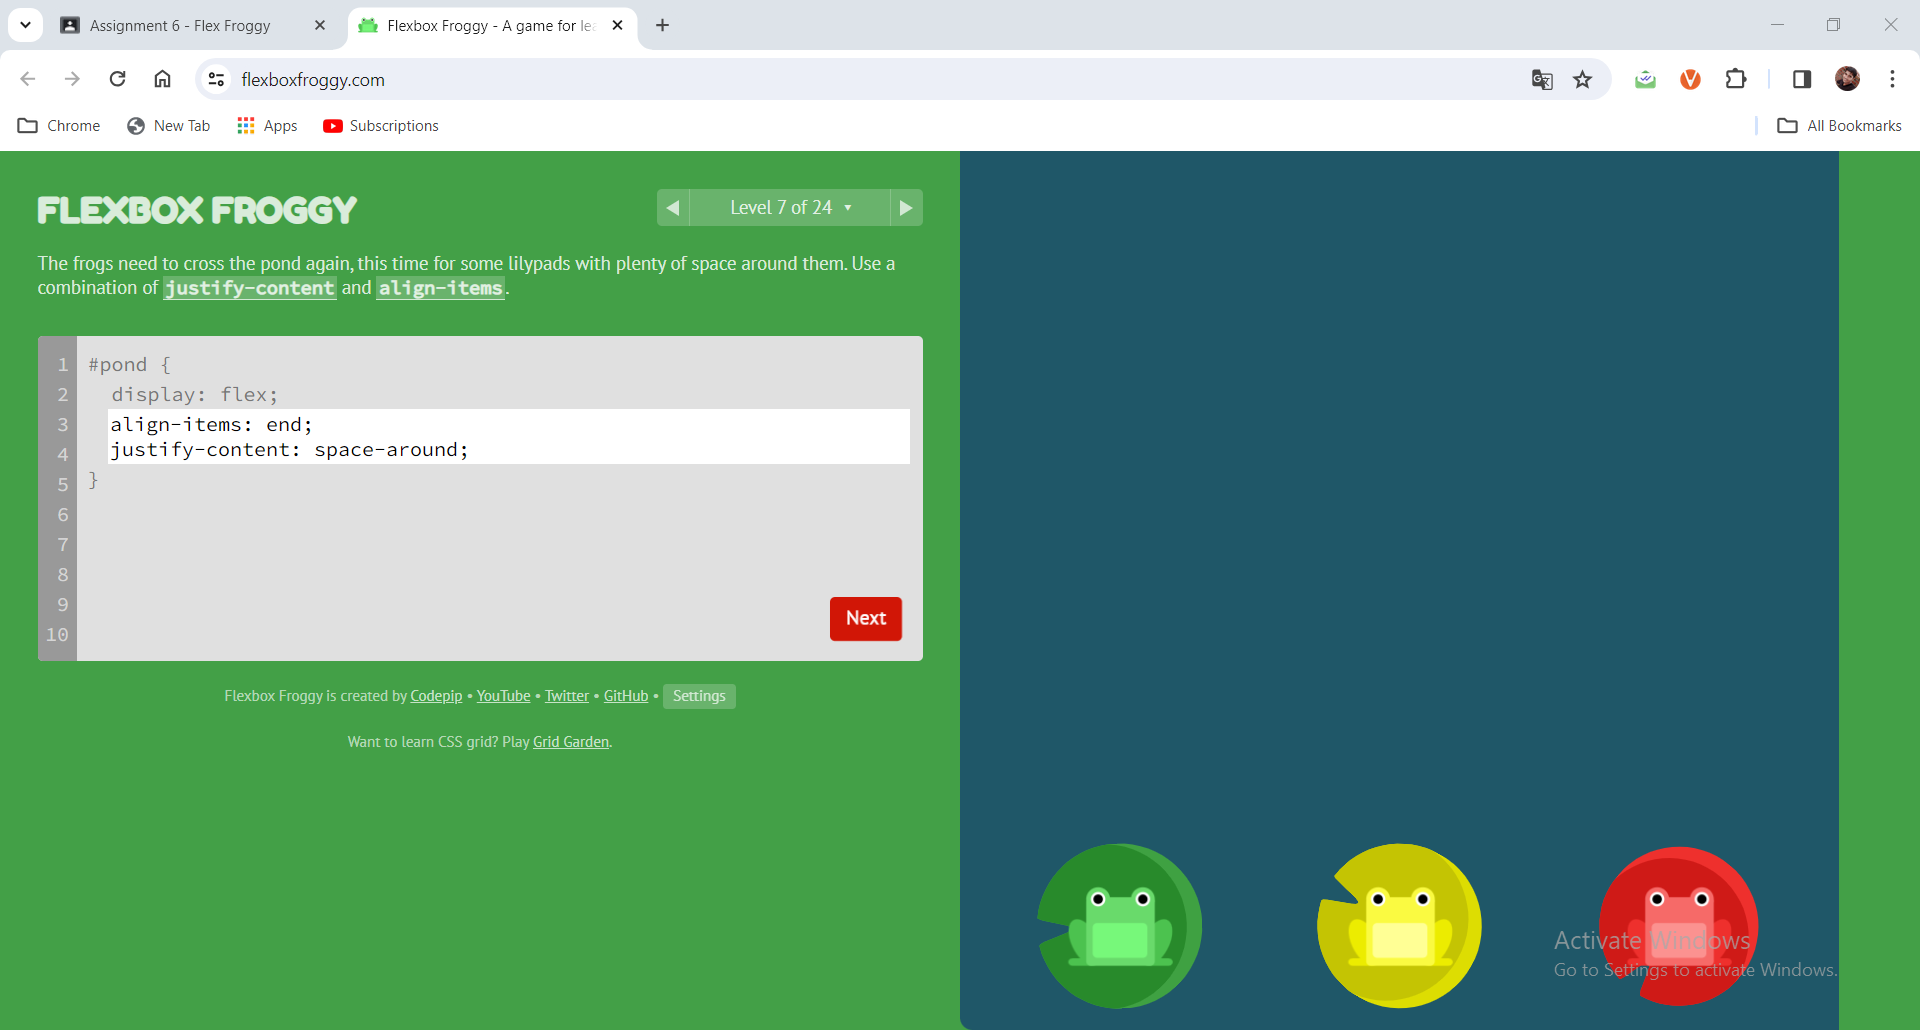 Assignment 6 - Flex Froggy
Flexbox Froggy - A game for lea
flexboxfroggy.com
Chrome
New Tab
Apps
Subscriptions
All Bookmarks
FLEXBOX FROGGY
Level 7 of 24
The frogs need to cross the pond again, this time for some lilypads with plenty of space around them. Use a
combination of justify-content and align-items.
1 #pond {
2 display: flex;
3 align-items: end;
4 justify-content: space-around;
5 }
6
7
8
9
10
Next
Flexbox Froggy is created by Codepip • YouTube • Twitter • GitHub • Settings
Want to learn CSS grid? Play Grid Garden.
Activate Windows
Go to Settings to activate Windows.